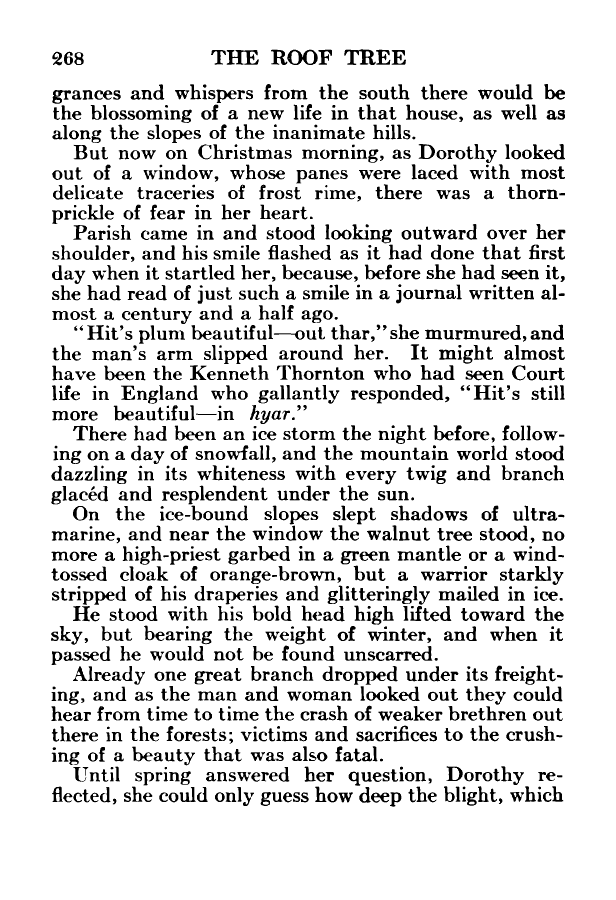 268 THE ROOF TREE
grances and whispers from the south there would be
the blossoming of a new life in that house, as well as
along the slopes of the inanimate hills.
But now on Christmas morning, as Dorothy looked
out of a window, whose panes were laced with most
delicate traceries of frost rime, there was a thorn-
prickle of fear in her heart.
Parish came in and stood looking outward over her
shoulder, and his smile flashed as it had done that first
day when it startled her, because, before she had seen it,
she had read of just such a smile in a journal written al-
most a century and a half ago.
"Hit's plum beautiful—out thar," she murmured, and
the man's arm slipped around her. It might almost
have been the Kenneth Thornton who had seen Court
life in England who gallantly responded, "Hit's still
more beautiful—in hyar."
There had been an ice storm the night before, follow-
ing on a day of snowfall, and the mountain world stood
dazzling in its whiteness with every twig and branch
glacéd and resplendent under the sun.
On the ice-bound slopes slept shadows of ultra-
marine, and near the window the walnut tree stood, no
more a high-priest garbed in a green mantle or a wind-
tossed cloak of orange-brown, but a warrior starkly
stripped of his draperies and glitteringly mailed in ice.
He stood with his bold head high lifted toward the
sky, but bearing the weight of winter, and when it
passed he would not be found unscarred.
Already one great branch dropped under its freight-
ing, and as the man and woman looked out they could
hear from time to time the crash of weaker brethren out
there in the forests; victims and sacrifices to the crush-
ing of a beauty that was also fatal.
Until spring answered her question, Dorothy re-
flected, she could only guess how deep the blight, which